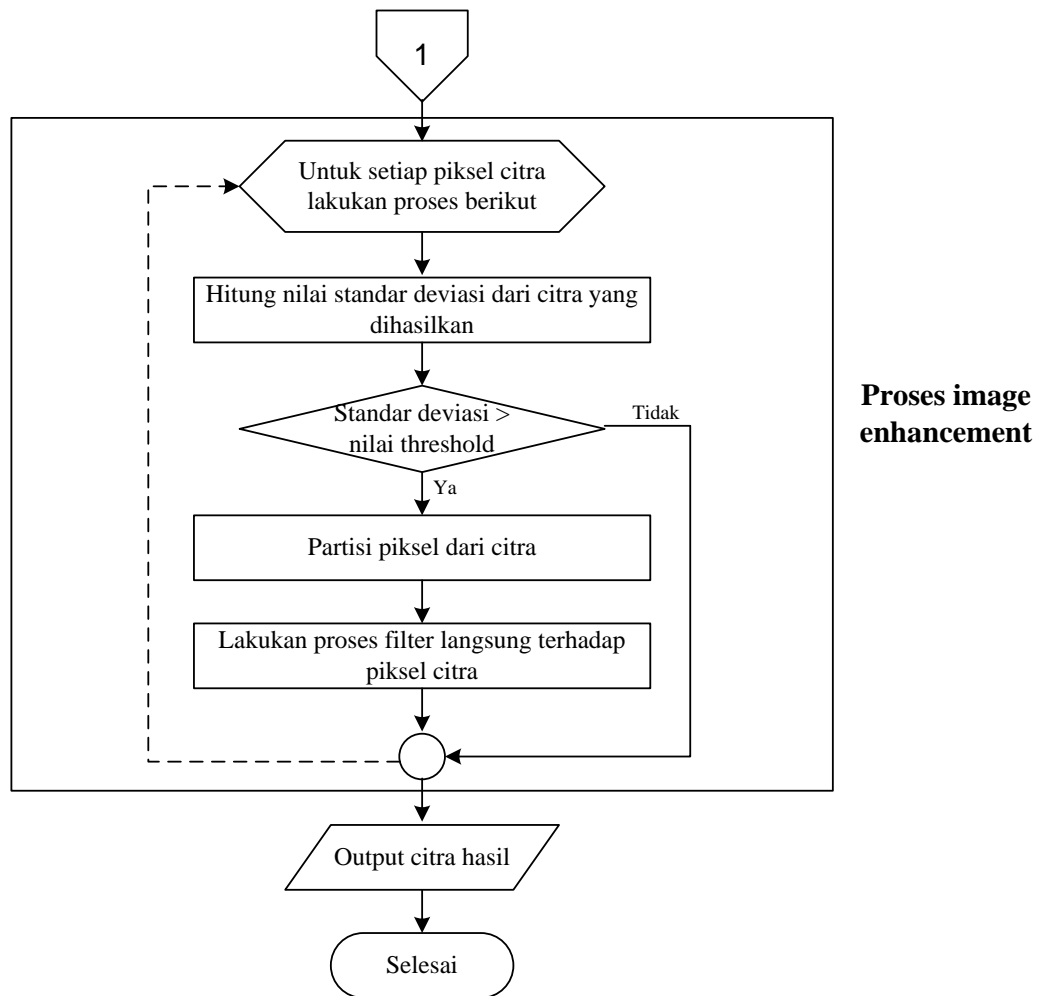 1
Untuk setiap piksel citra
lakukan proses berikut
Hitung nilai standar deviasi dari citra yang
dihasilkan
Standar deviasi >
nilai threshold
Tidak
Ya
Proses image
enhancement
Partisi piksel dari citra
Lakukan proses filter langsung terhadap
piksel citra
Output citra hasil
Selesai